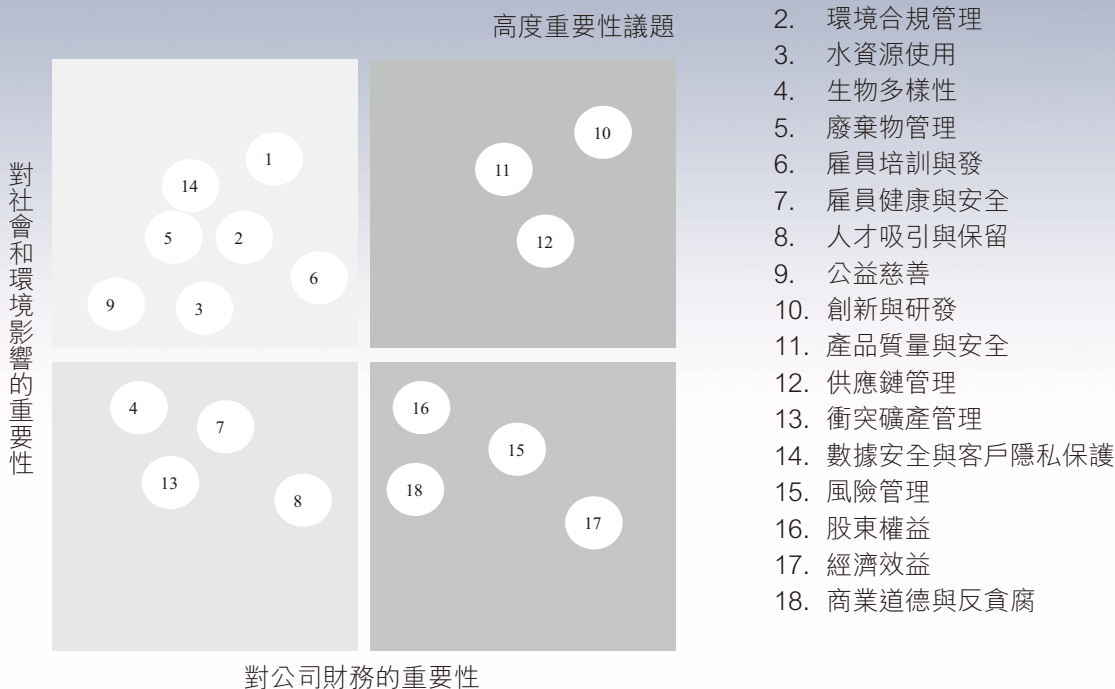 高度重要性議題
對社會和環境影響的重要性
1
14
5
2
6
9
3
10
11
12
4
7
13
8
16
15
18
17
對公司財務的重要性
2. 環境合規管理
3. 水資源使用
4. 生物多樣性
5. 廢棄物管理
6. 雇員培訓與發
7. 雇員健康與安全
8. 人才吸引與保留
9. 公益慈善
10. 創新與研發
11. 產品質量與安全
12. 供應鏈管理
13. 衝突礦產管理
14. 數據安全與客戶隱私保護
15. 風險管理
16. 股東權益
17. 經濟效益
18. 商業道德與反貪腐